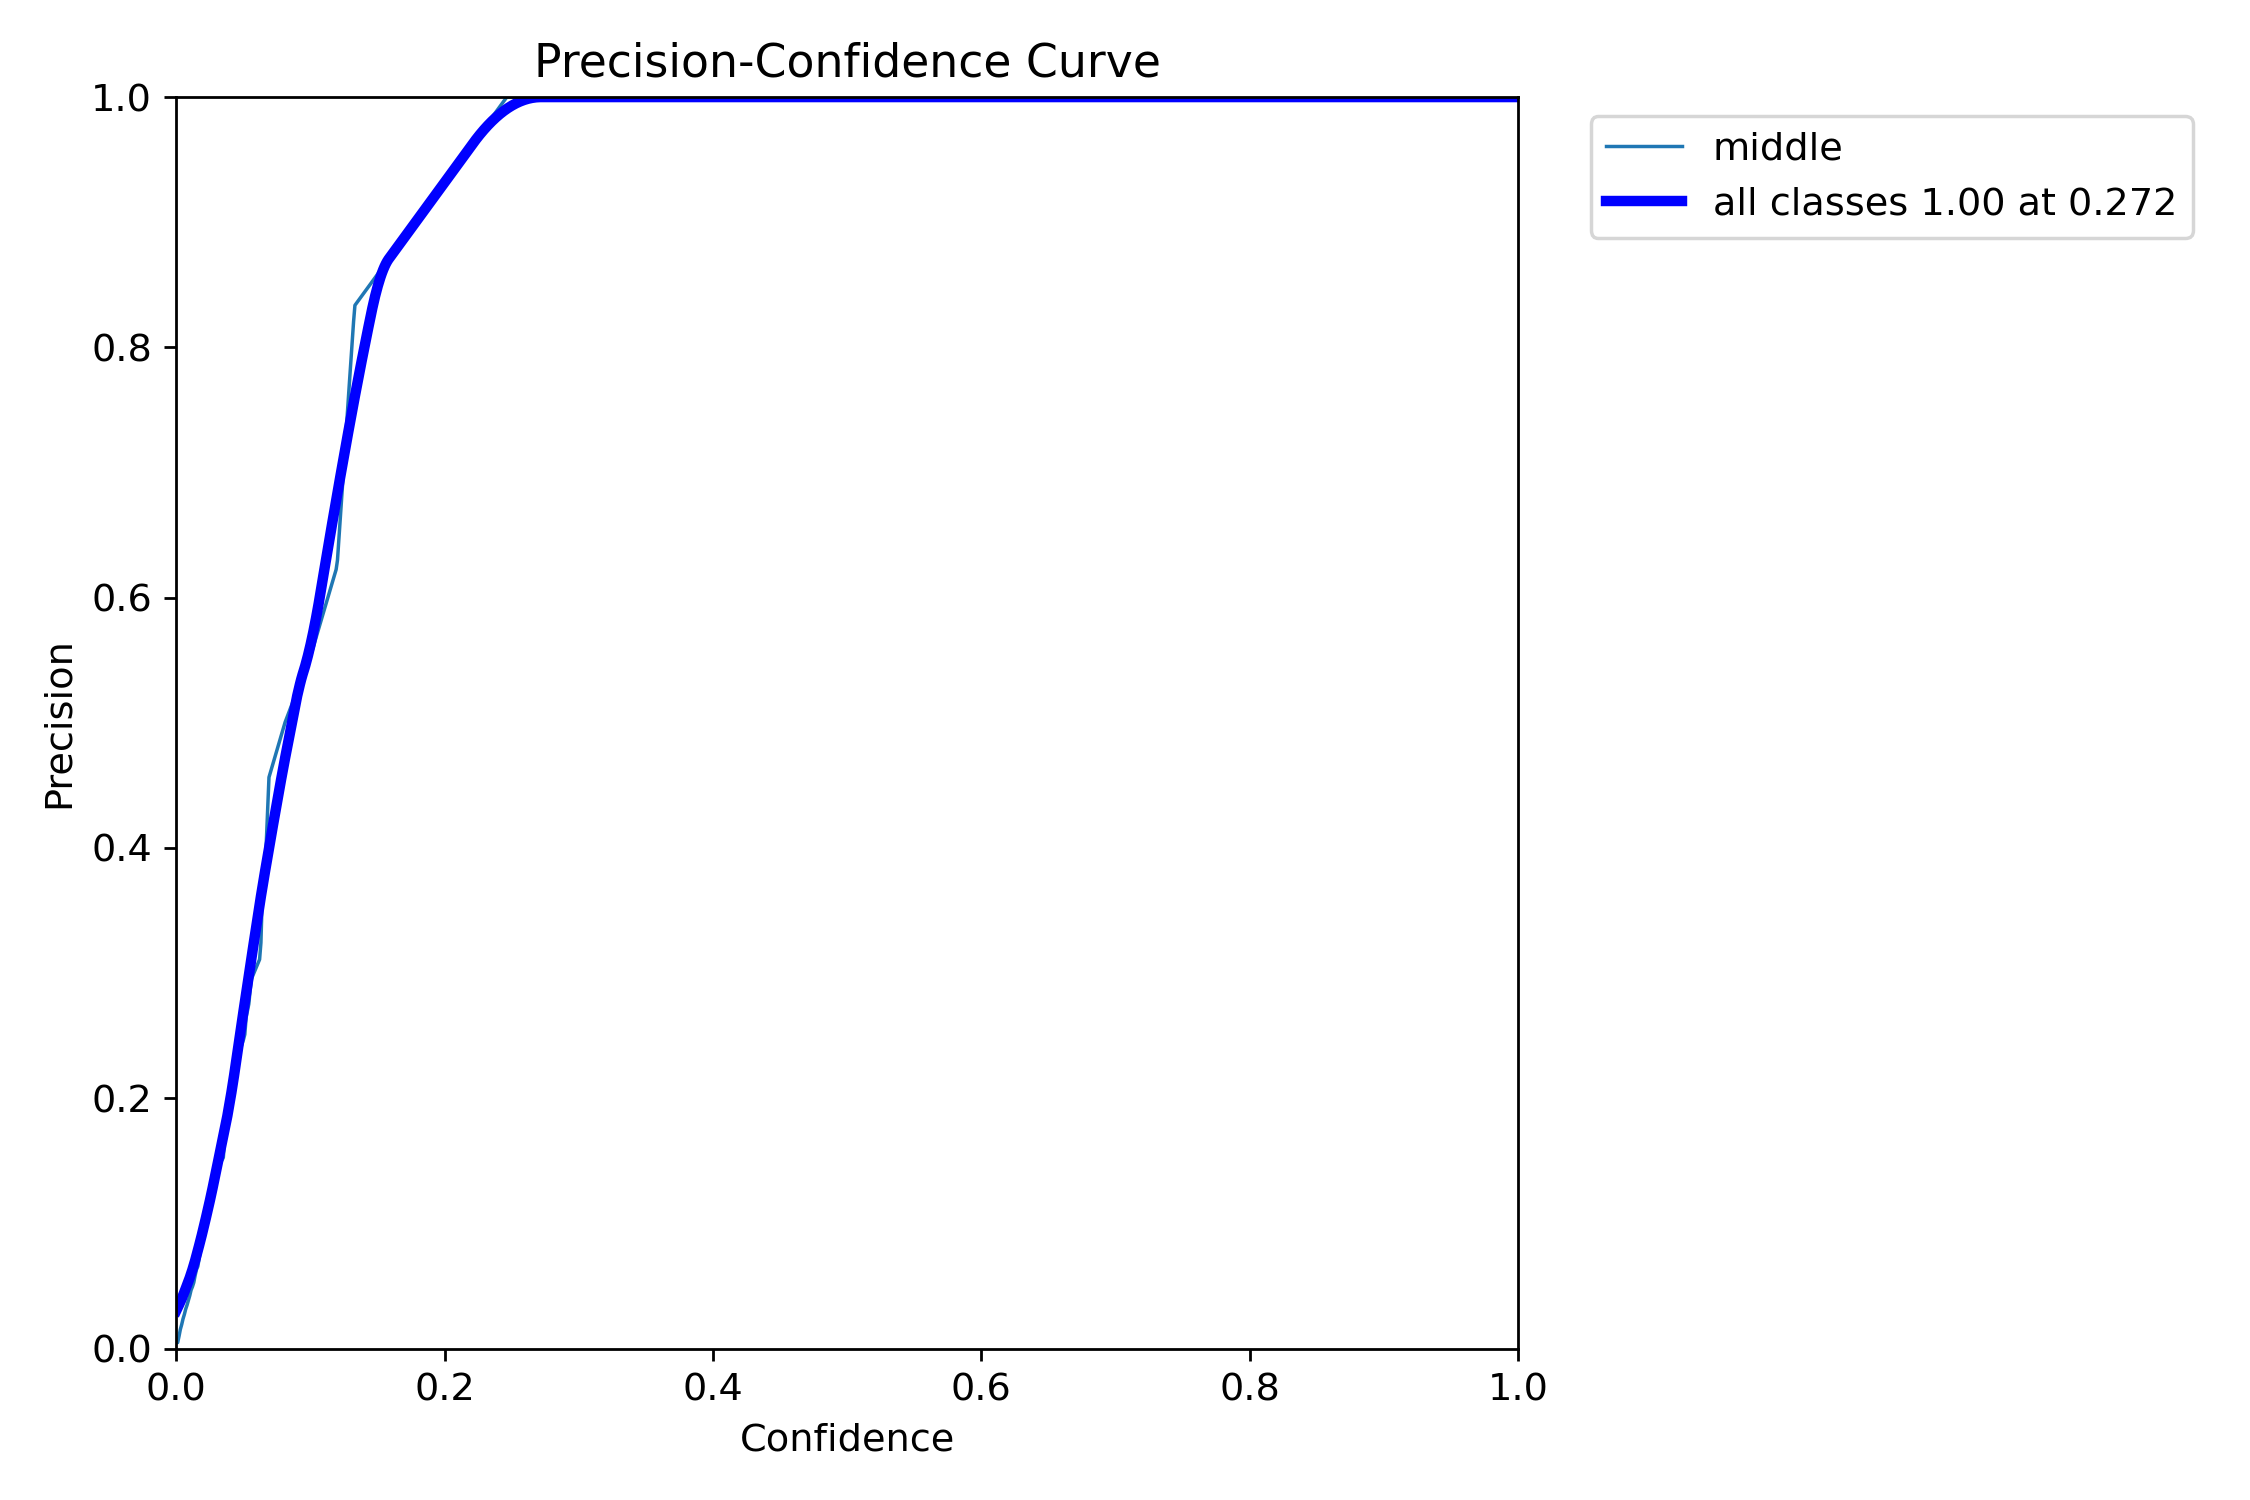 Precision-Confidence Curve
1.0
0.8
0.6
0.4
0.2
0.0
Precision
0.0 0.2 0.4 0.6 0.8 1.0
Confidence
middle
all classes 1.00 at 0.272